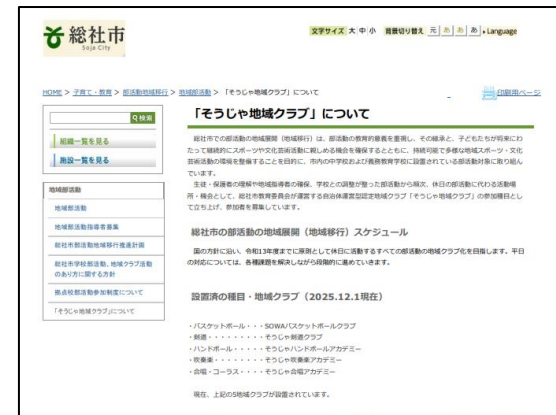 総社市
Soja City
文字サイズ 大 中 小 背景切り替え 元 あ あ あ ▸Language
HOME > 子育て・教育 > 部活動地域移行 > 地域部活動 > 「そうじゃ地域クラブ」について
印刷用ページ
検索
組織一覧を見る
施設一覧を見る
地域部活動
地域部活動
地域部活動指導者募集
総社市部活動地域移行推進計画
総社市学校部活動、地域クラブ活動
のあり方に関する方針
拠点校部活動参加制度について
「そうじゃ地域クラブ」について
「そうじゃ地域クラブ」について
総社市での部活動の地域展開（地域移行）は、部活動の教育的意義を重視し、その継承と、子どもたちが将来にわ
たって継続的にスポーツや文化芸術活動に親しめる機会を確保するとともに、持続可能で多様な地域スポーツ・文化
芸術活動の環境を整備することを目的に、市内の中学校および義務教育学校に設置されている部活動対象に取り組ん
でいます。
生徒・保護者の理解や地域指導者の確保、学校との調整が整った部活動から順次、休日の部活動に代わる活動場
所・機会として、総社市教育委員会が運営する自治体運営型認定地域クラブ「そうじゃ地域クラブ」の参加種目とし
て立ち上げ、参加者を募集しています。
総社市の部活動の地域展開（地域移行）スケジュール
国の方針に沿い、令和13年度までに原則として休日に活動するすべての部活動の地域クラブ化を目指します。平日
の対応については、各種課題を解決しながら段階的に進めていきます。
設置済の種目・地域クラブ（2025.12.1現在）
・バスケットボール・・・SOWAバスケットボールクラブ
・剣道・・・・・・・・・そうじゃ剣道クラブ
・ハンドボール・・・・・そうじゃハンドボールアカデミー
・吹奏楽・・・・・・・・そうじゃ吹奏楽アカデミー
・合唱・コーラス・・・・そうじゃ合唱アカデミー
現在、上記の5地域クラブが設置されています。